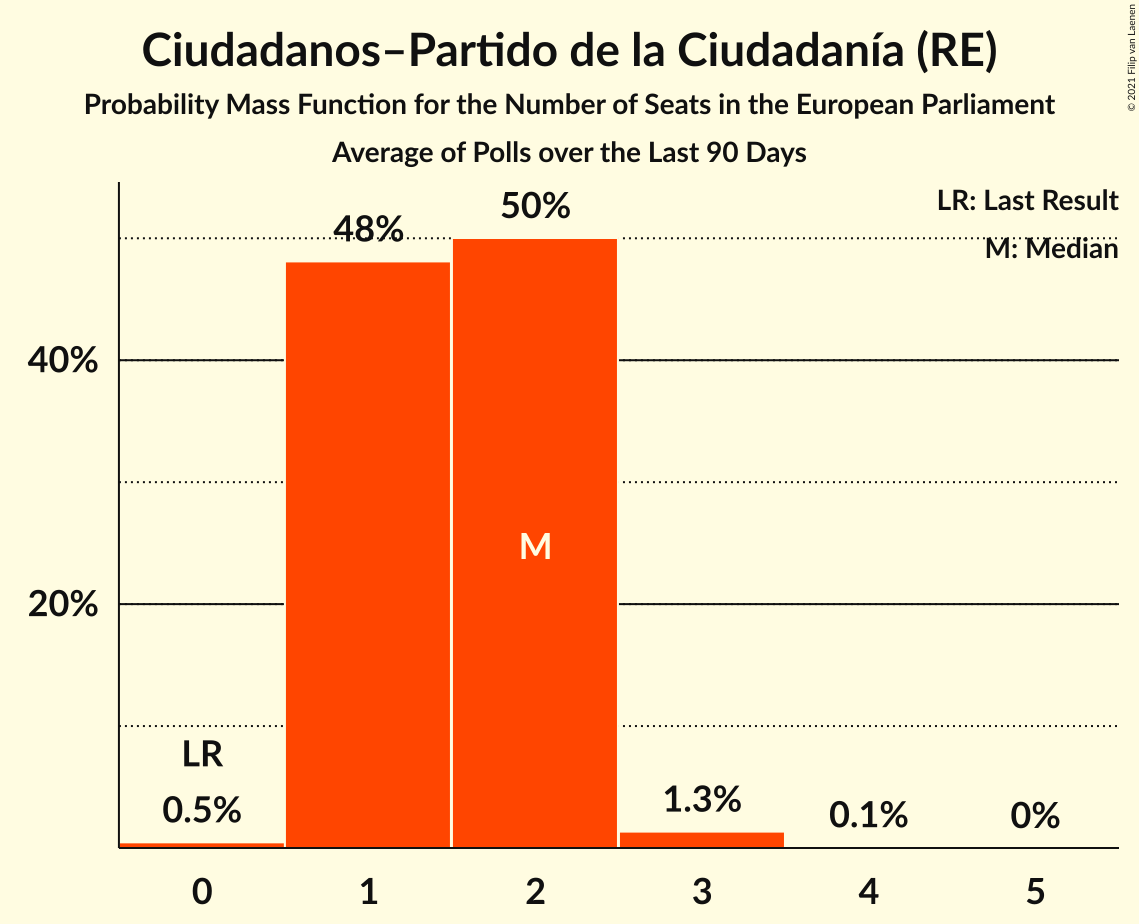 Ciudadanos–Partido de la Ciudadanía (RE)
Probability Mass Function for the Number of Seats in the European Parliament
Average of Polls over the Last 90 Days
© 2021 Filip van Laenen
LR: Last Result
M: Median
50%
48%
40%
20%
M
LR
0.5%
1.3%
0.1%
0%
0 1 2 3 4 5